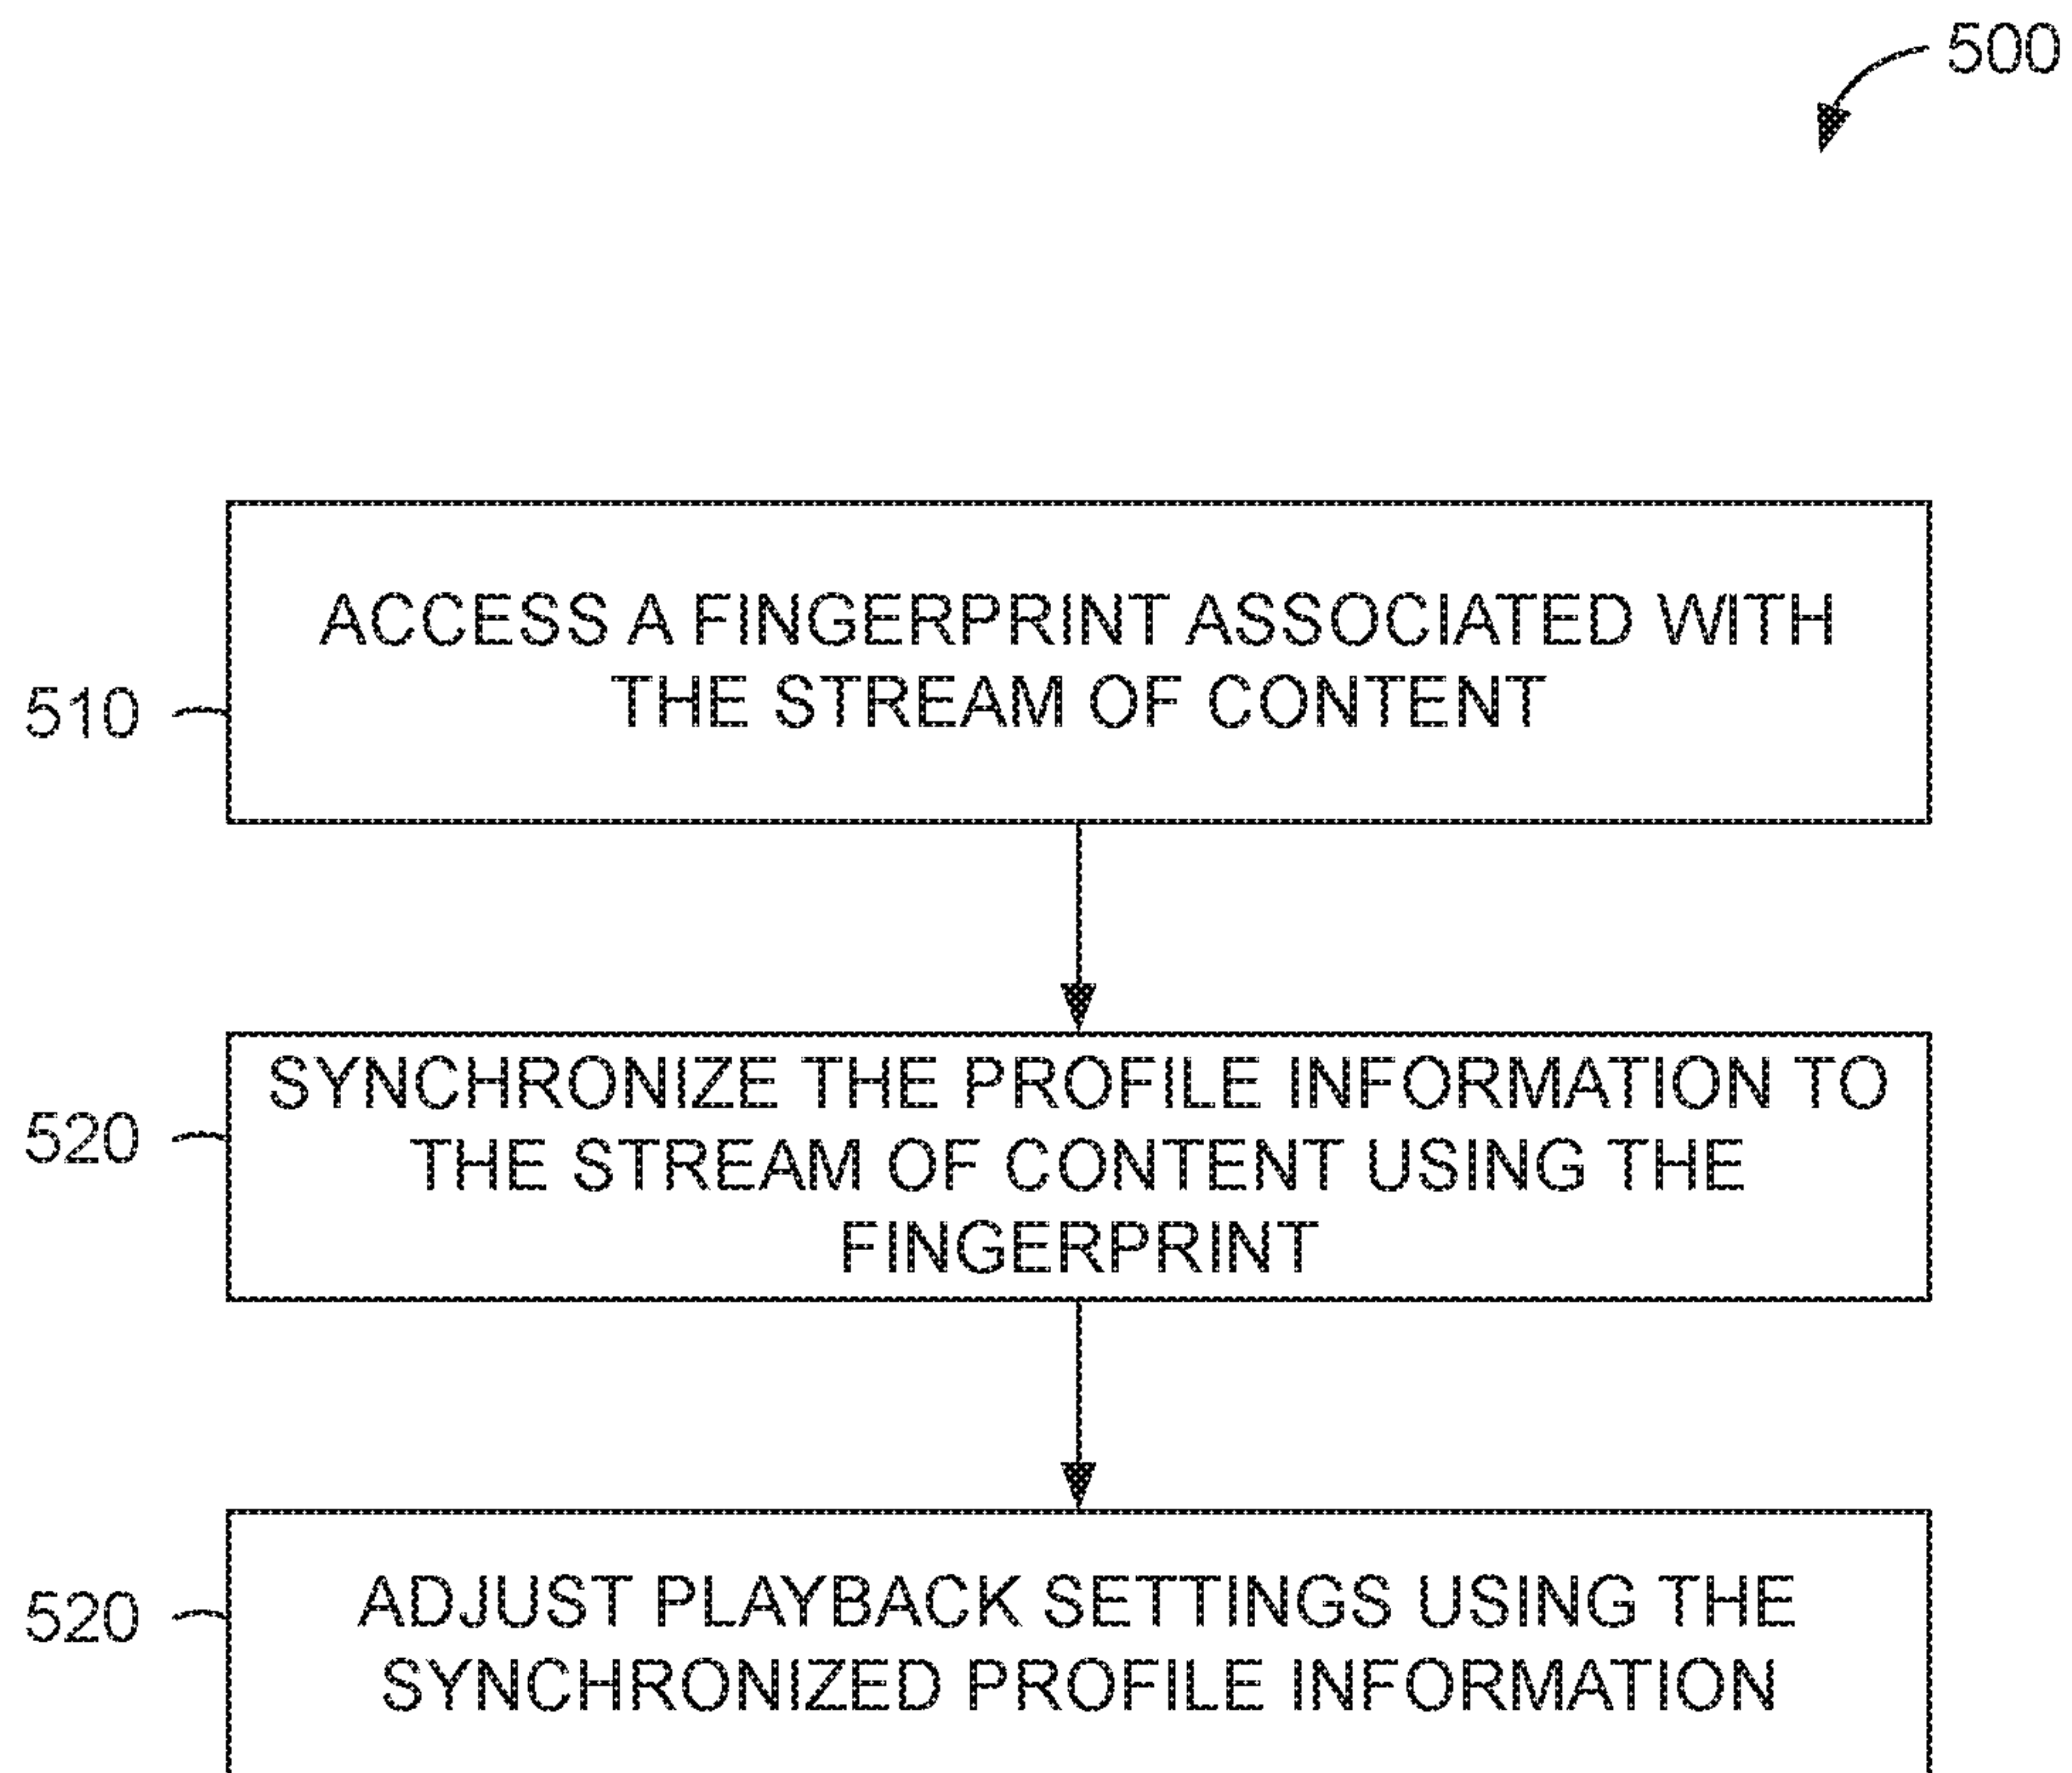 500
ACCESS A FINGERPRINT ASSOCIATED WITH
THE STREAM OF CONTENT
510
SYNCHRONIZE THE PROFILE INFORMATION TO
THE STREAM OF CONTENT USING THE
FINGERPRINT
520
ADJUST PLAYBACK SETTINGS USING THE
SYNCHRONIZED PROFILE INFORMATION
520